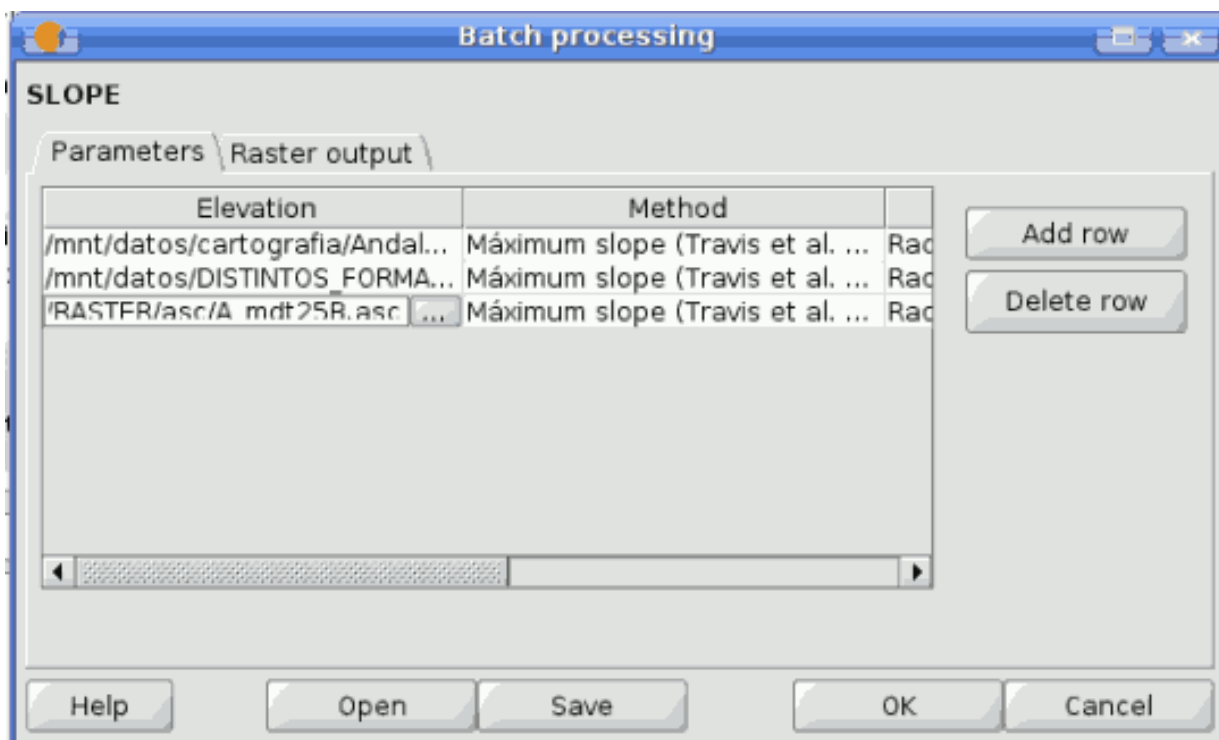 Batch processing
SLOPE
Parameters Raster output
Elevation Method
/mnt/datos/cartografia/Andal... Máximum slope (Travis et al. ... Rad
/mnt/datos/DISTINTOS_FORMA... Máximum slope (Travis et al. ... Rad
/RASTER/asc/A_mdt25B.asc ... Máximum slope (Travis et al. ... Rad
Add row
Delete row
Help Open Save OK Cancel